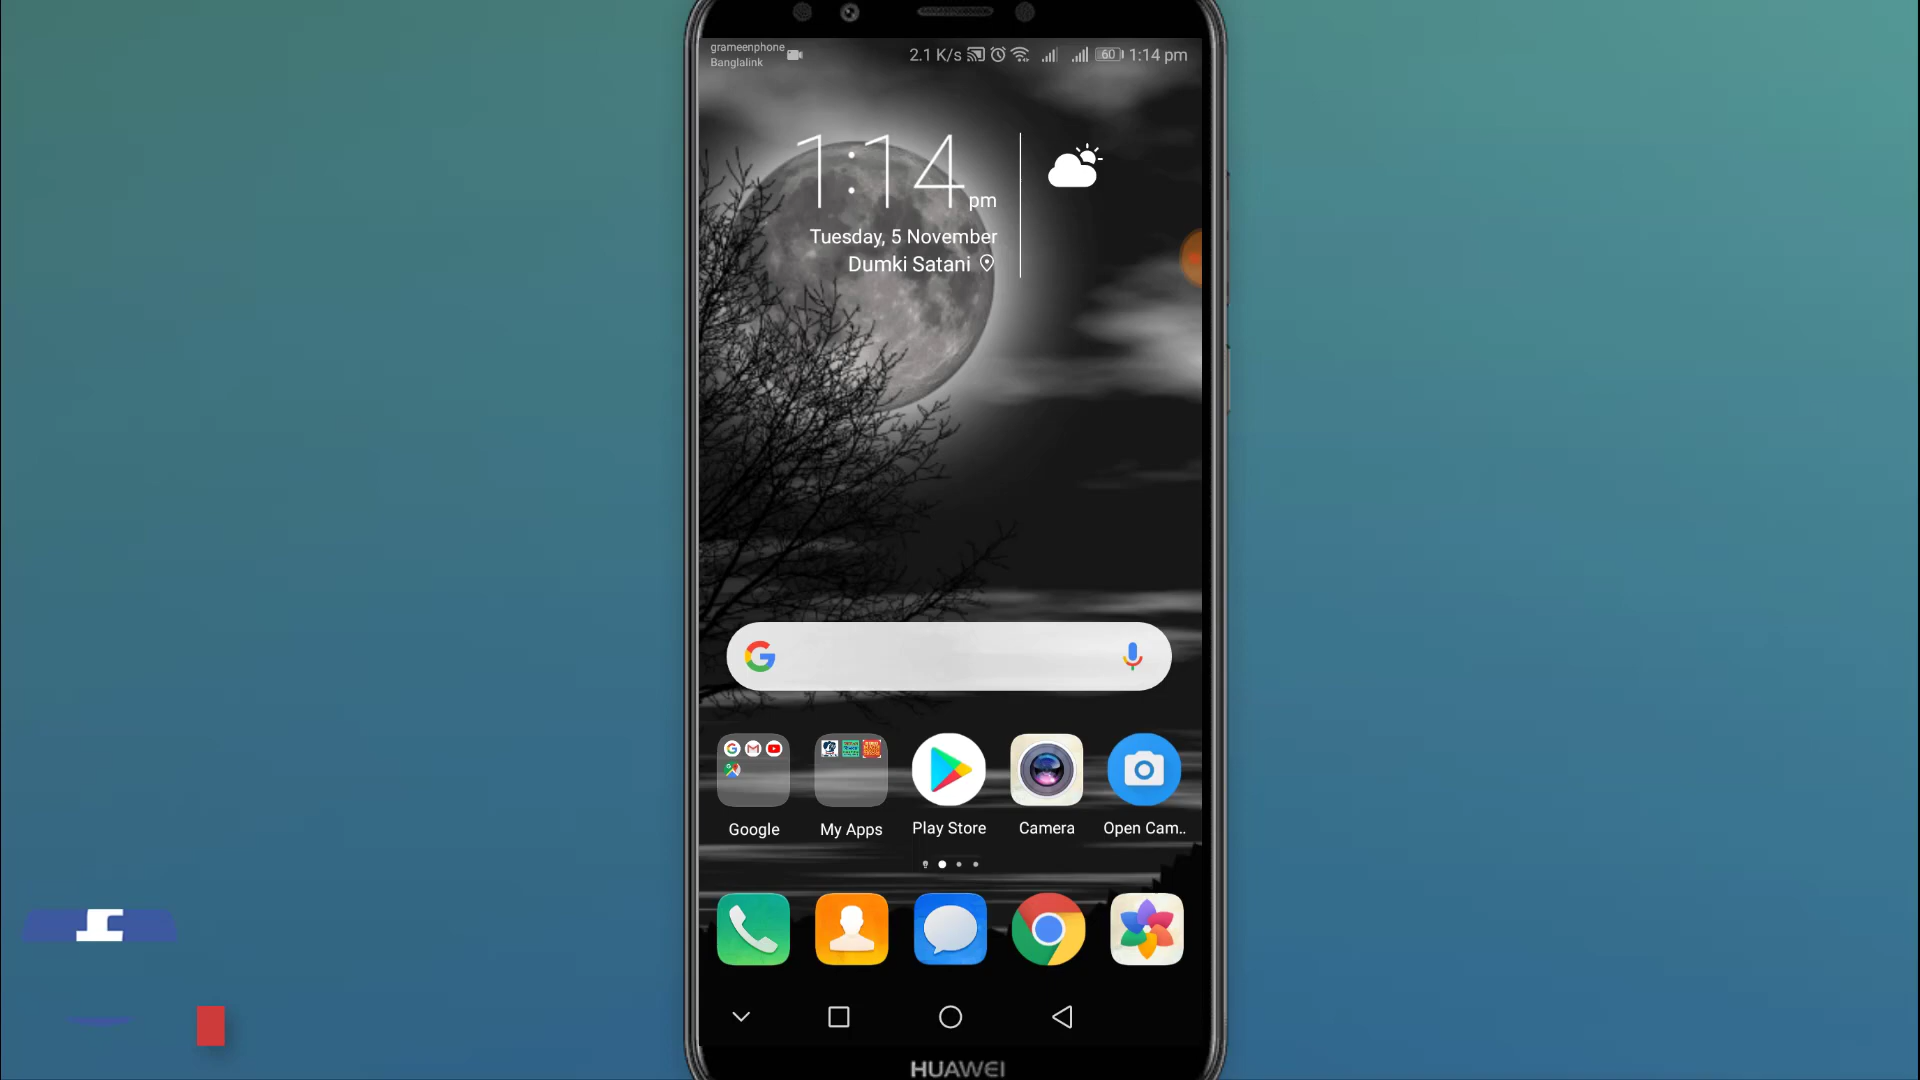 grameenphone
Banglalink
2.1 K/s 60 1:14 pm
1:14 pm
Tuesday, 5 November
Dumki Satani
Google
My Apps
Play Store
Camera
Open Cam..
HUAWEI